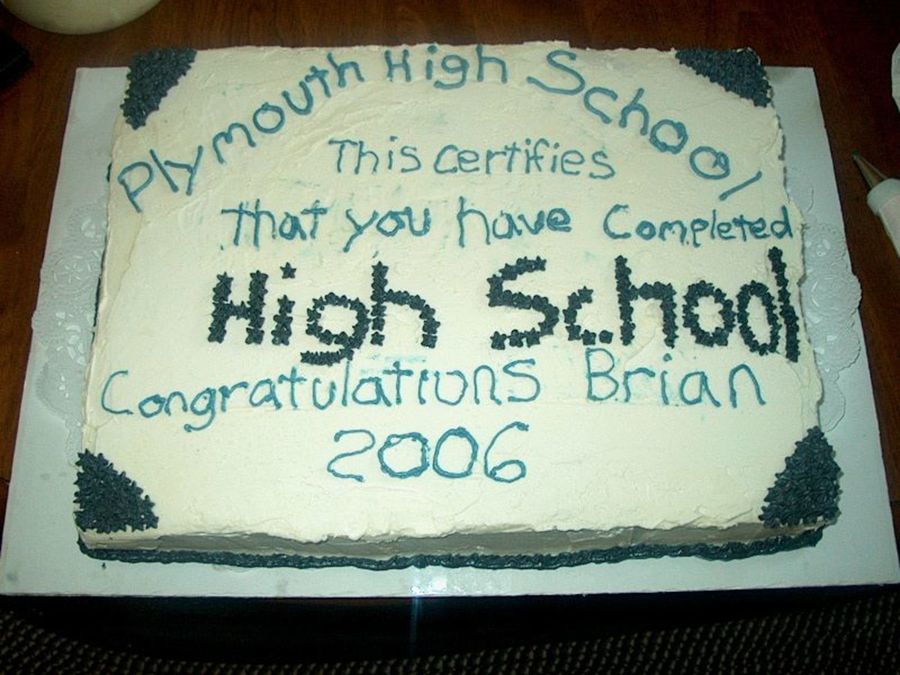 Plymouth High School
This certifies
that you have Completed
High School
Congratulations Brian
2006